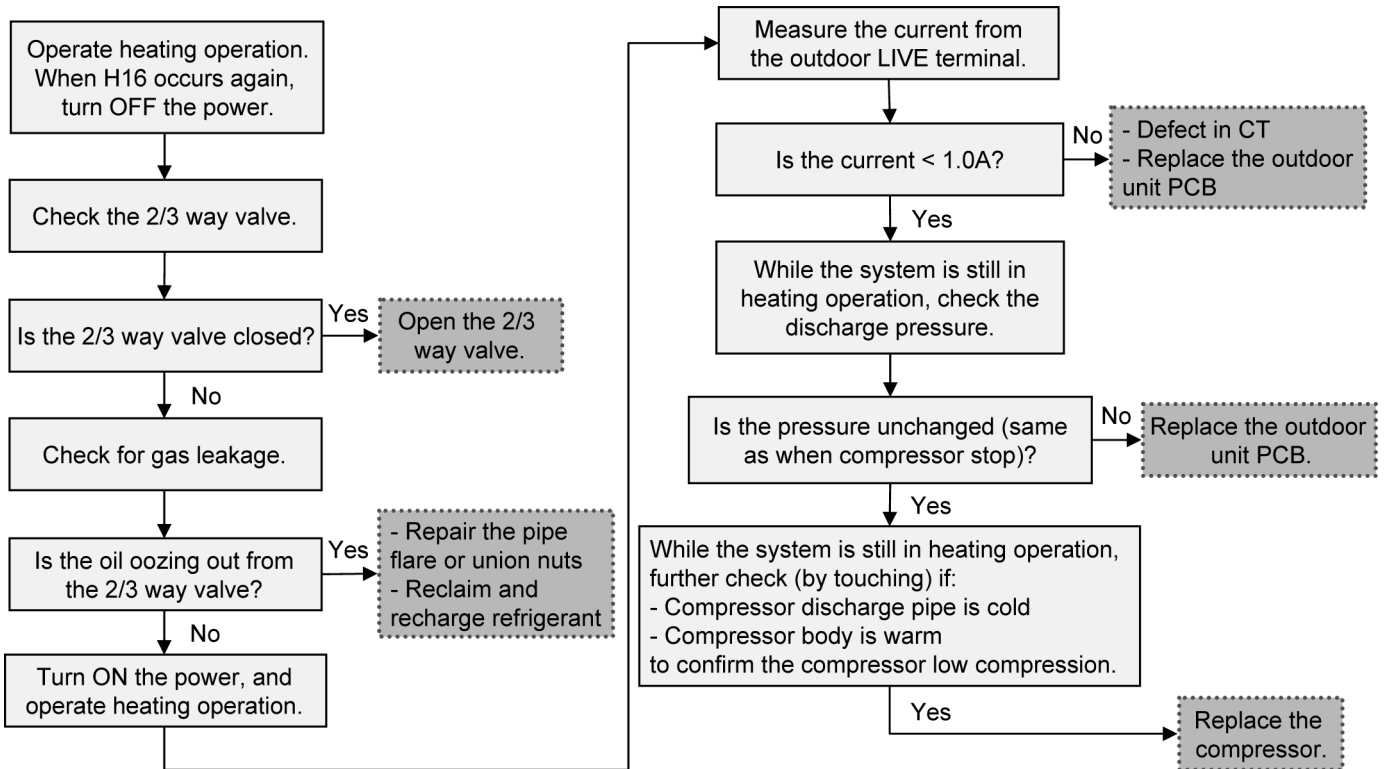 Operate heating operation.
When H16 occurs again,
turn OFF the power.
Check the 2/3 way valve.
Is the 2/3 way valve closed?
Yes
Open the 2/3
way valve.
No
Check for gas leakage.
Is the oil oozing out from
the 2/3 way valve?
Yes
- Repair the pipe
flare or union nuts
- Reclaim and
recharge refrigerant
No
Turn ON the power, and
operate heating operation.
Measure the current from
the outdoor LIVE terminal.
Is the current < 1.0A?
No
- Defect in CT
- Replace the outdoor
unit PCB
Yes
While the system is still in
heating operation, check the
discharge pressure.
Is the pressure unchanged (same
as when compressor stop)?
No
Replace the outdoor
unit PCB.
Yes
While the system is still in heating operation,
further check (by touching) if:
- Compressor discharge pipe is cold
- Compressor body is warm
to confirm the compressor low compression.
Yes
Replace the
compressor.